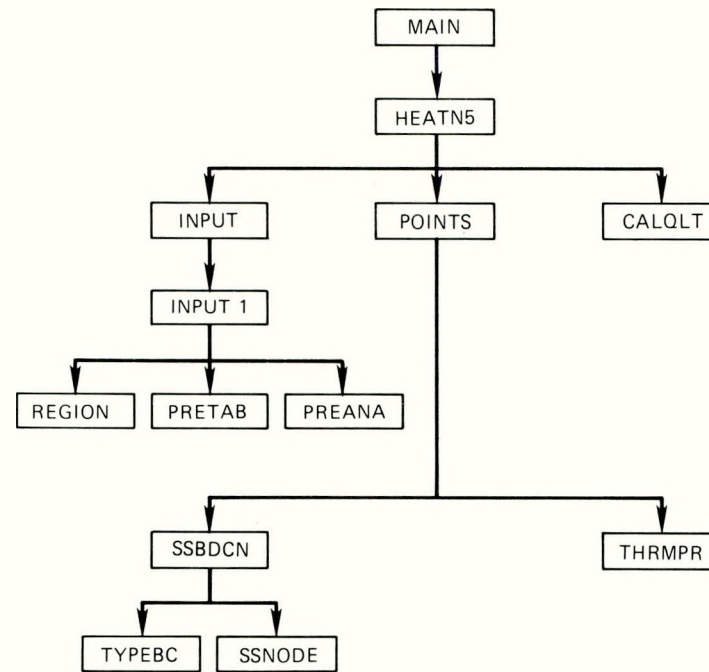 MAIN
HEATN5
INPUT
POINTS
CALQLT
INPUT 1
REGION
PRETAB
PREANA
SSBDCN
THRMPR
TYPEBC
SSNODE